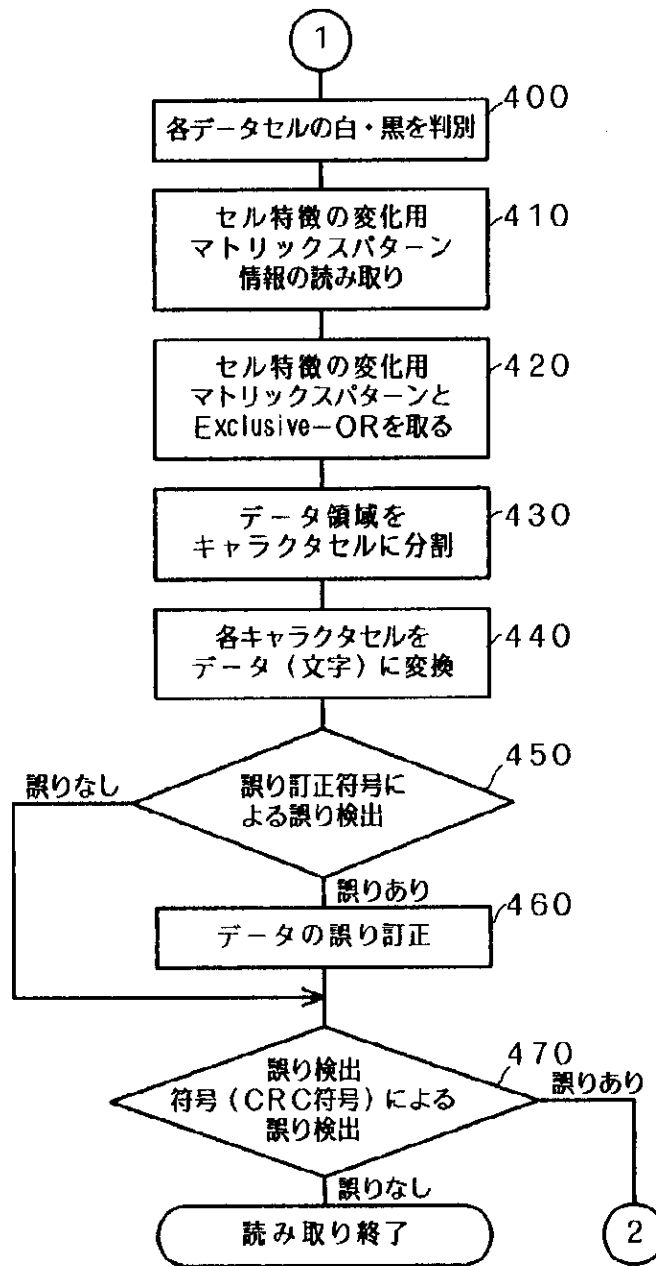 1
400
各データセルの白・黒を判別
410
セル特徴の変化用
マトリックスパターン
情報の読み取り
420
セル特徴の変化用
マトリックスパターンと
Exclusive-ORを取る
430
データ領域を
キャラクタセルに分割
440
各キャラクタセルを
データ(文字)に変換
450
誤りなし
誤り訂正符号に
よる誤り検出
誤りあり
460
データの誤り訂正
470
誤り検出
誤りあり
符号(CRC符号)による
誤り検出
誤りなし
読み取り終了
2